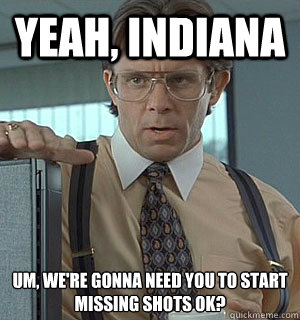 YEAH, INDIANA
UM, WE'RE GONNA NEED YOU TO START
MISSING SHOTS OK?
quickmeme.com